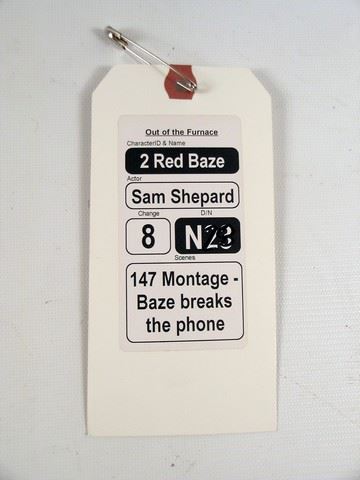 Out of the Furnace
CharacterID & Name
2 Red Baze
Actor
Sam Shepard
Change D/N
8 N23
Scenes
147 Montage -
Baze breaks
the phone